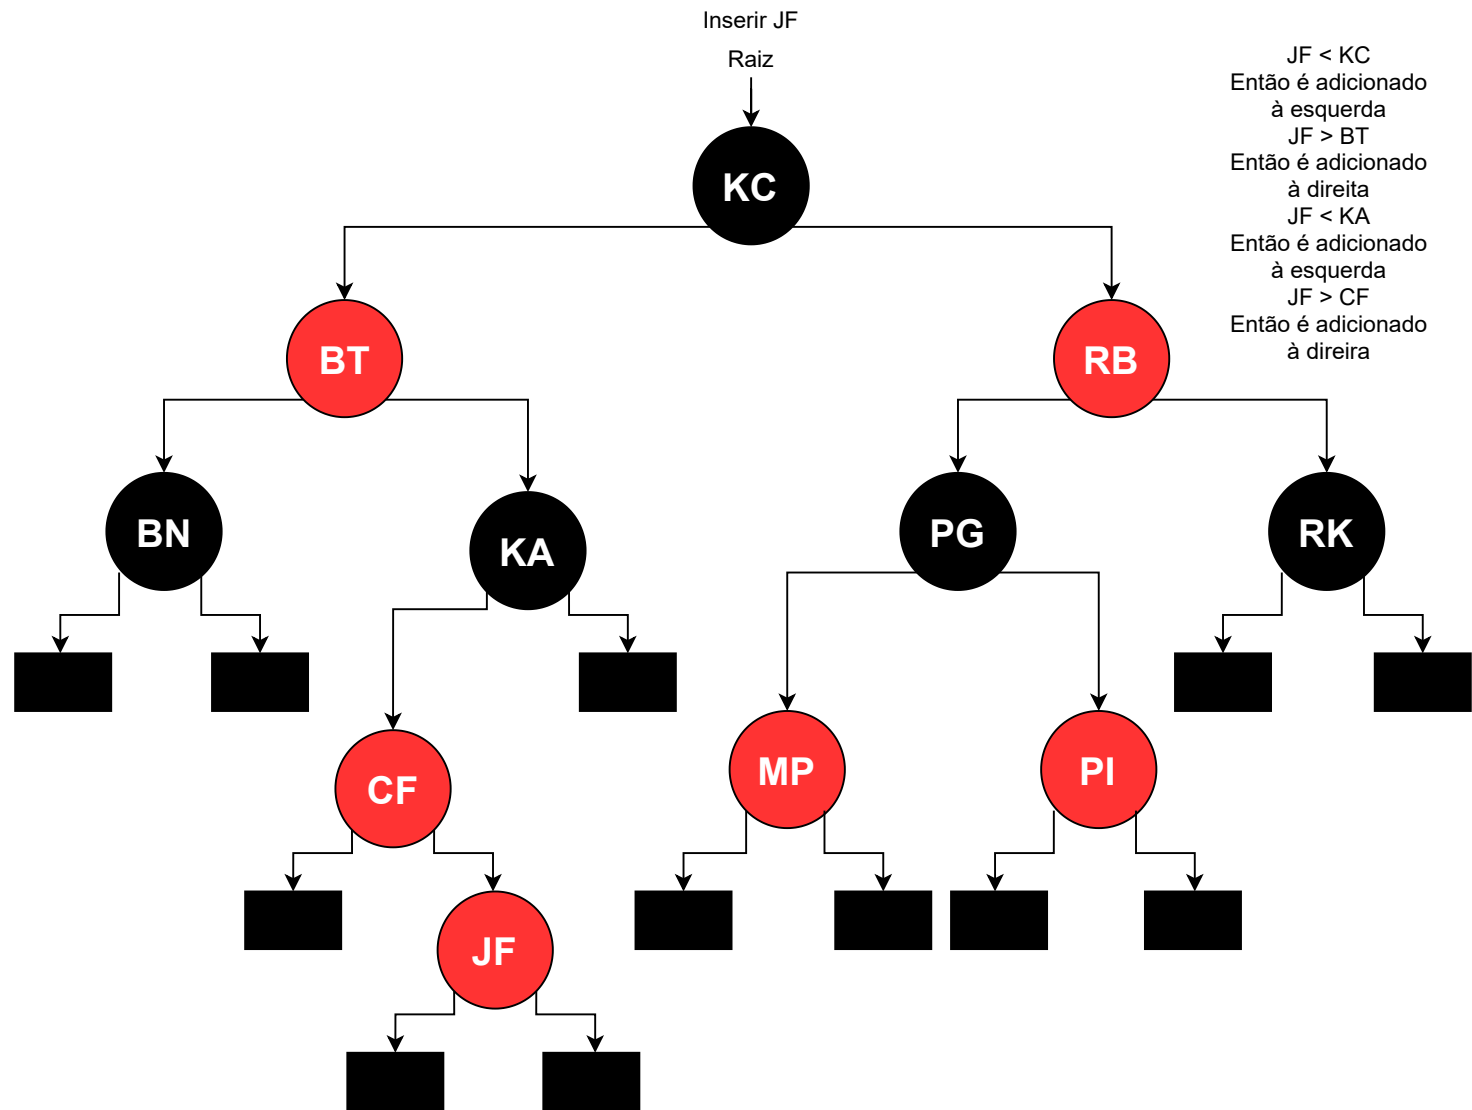 Inserir JF
Raiz
JF < KC
Então é adicionado
à esquerda
JF > BT
Então é adicionado
à direita
JF < KA
Então é adicionado
à esquerda
JF > CF
Então é adicionado
à direira
KC
BT
RB
BN
KA
PG
RK
CF
MP
PI
JF